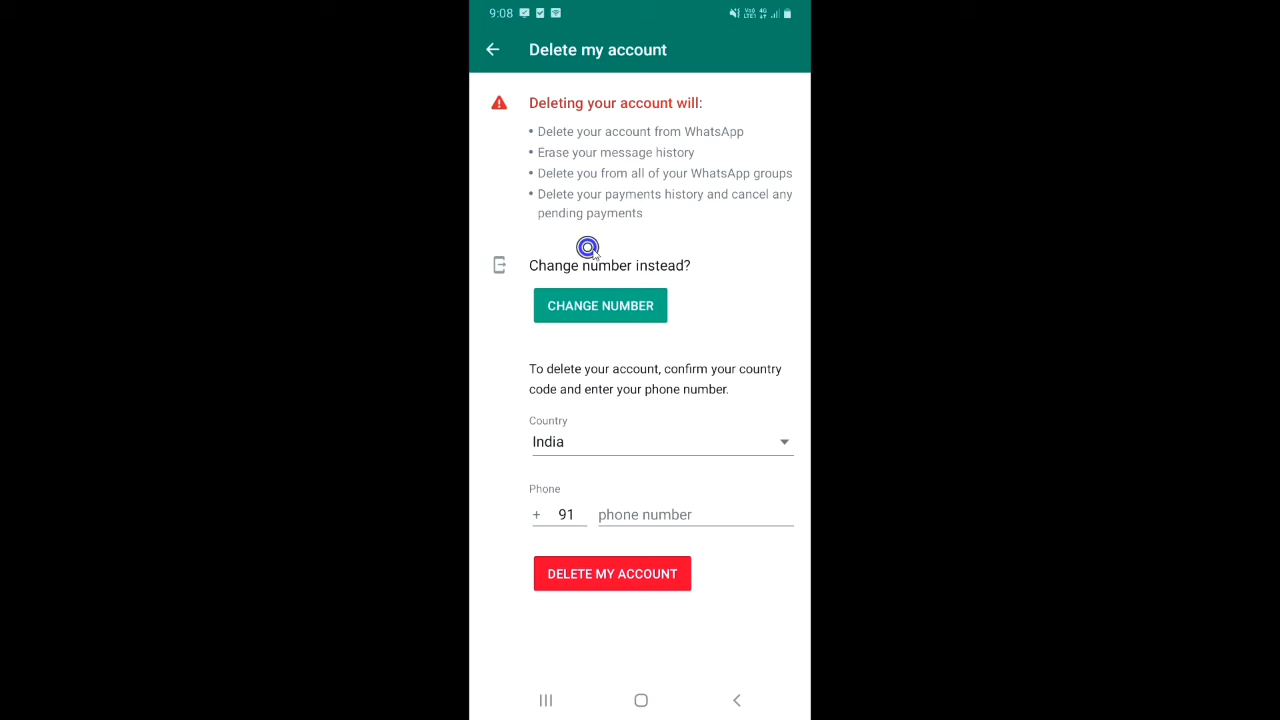 9:08
Delete my account
Deleting your account will:
• Delete your account from WhatsApp
• Erase your message history
• Delete you from all of your WhatsApp groups
• Delete your payments history and cancel any
pending payments
Change number instead?
CHANGE NUMBER
To delete your account, confirm your country
code and enter your phone number.
Country
India
Phone
+ 91 phone number
DELETE MY ACCOUNT